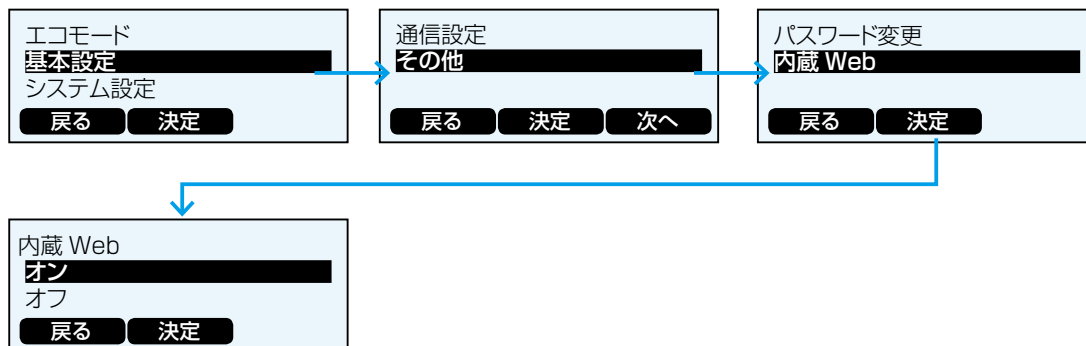 エコモード
基本設定
システム設定
戻る 決定
通信設定
その他
戻る 決定 次へ
パスワード変更
内蔵 Web
戻る 決定
内蔵 Web
オン
オフ
戻る 決定